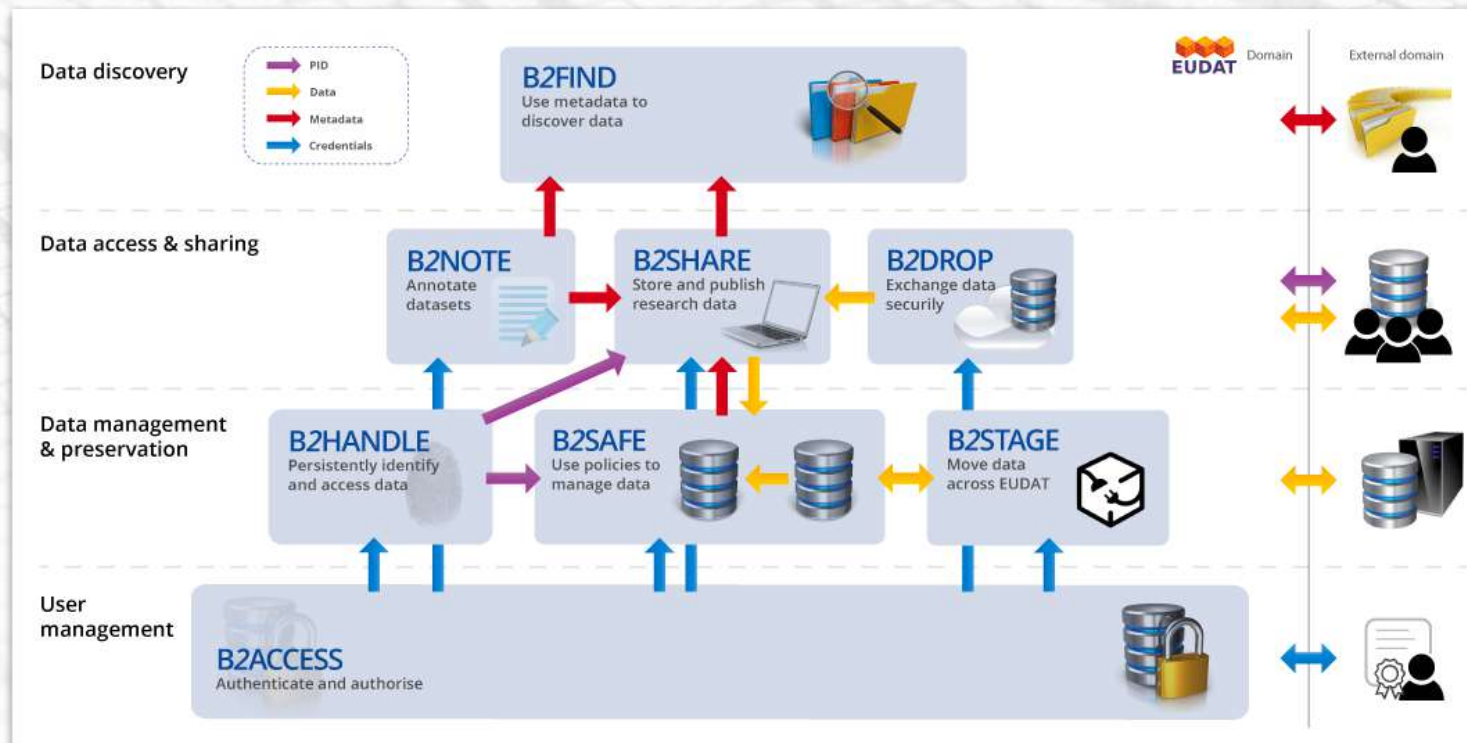 Data discovery
PID
Data
Metadata
Credentials
B2FIND
Use metadata to
discover data
EUDAT Domain
External domain
Data access & sharing
B2NOTE
Annotate
datasets
B2SHARE
Store and publish
research data
B2DROP
Exchange data
securily
Data management
& preservation
B2HANDLE
Persistently identify
and access data
B2SAFE
Use policies to
manage data
B2STAGE
Move data
across EUDAT
User
management
B2ACCESS
Authenticate and authorise